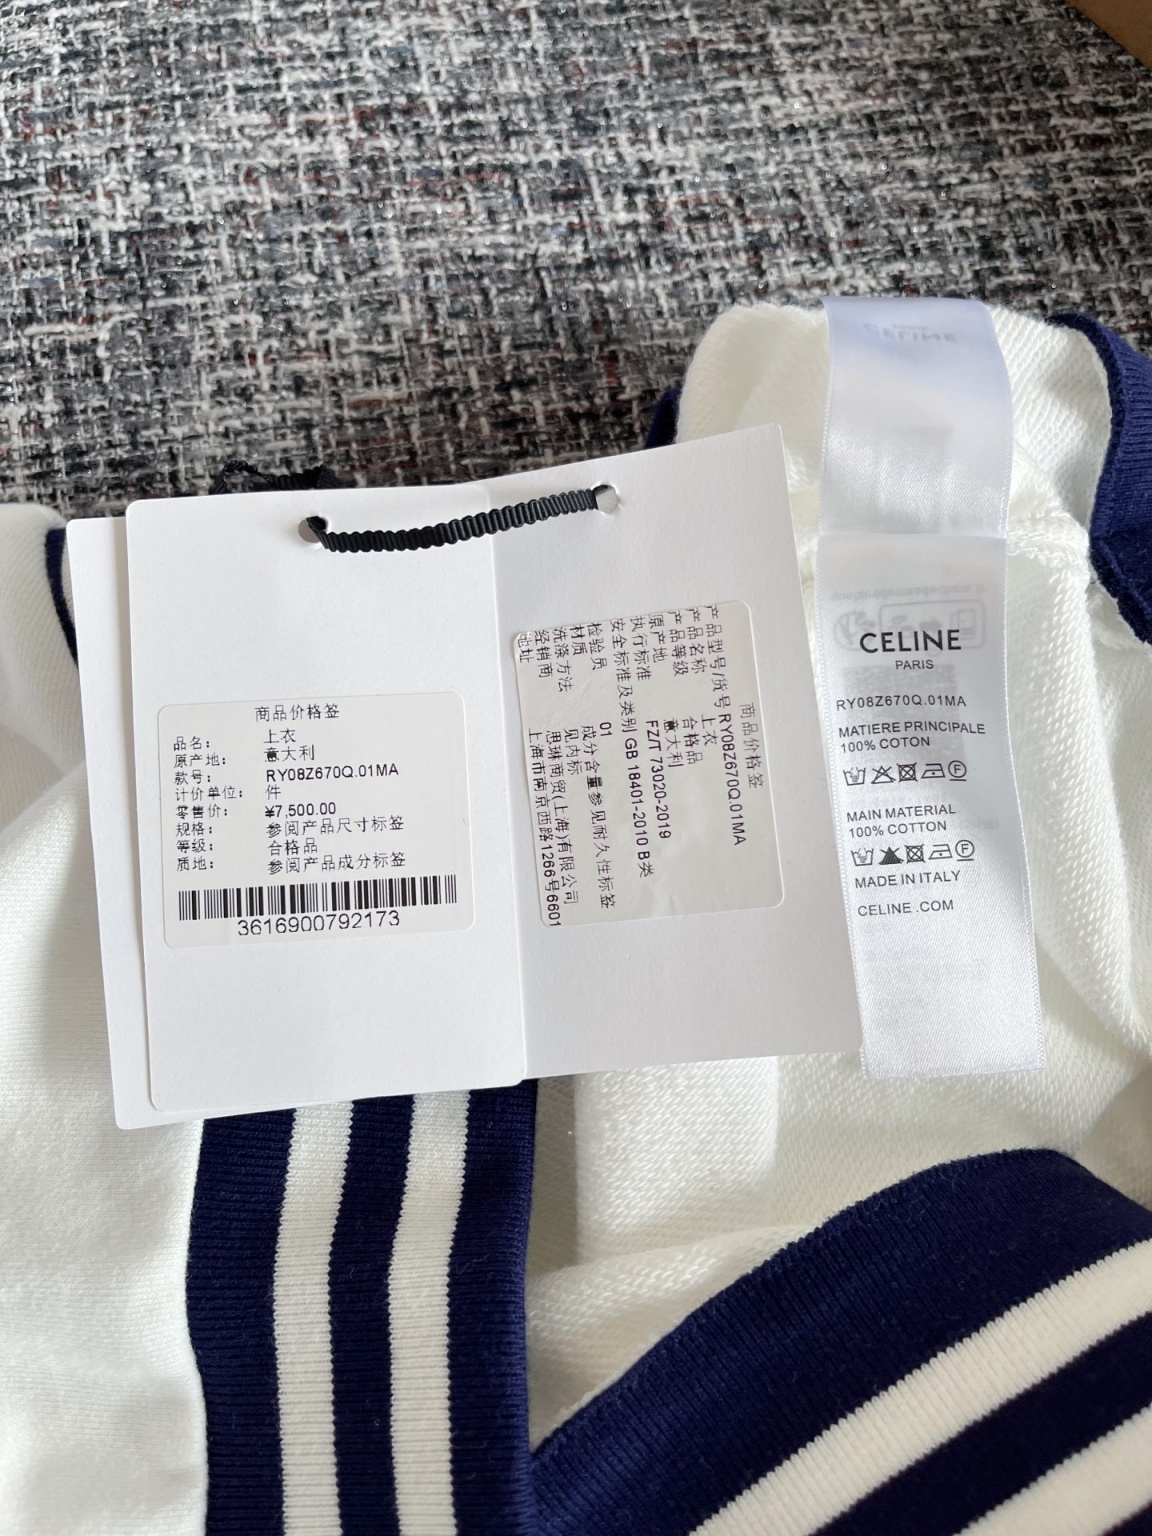 商品价格签
品名： 上衣
原产地： 意大利
款号： RY08Z670Q.01MA
计价单位： 件
零售价： ¥7,500.00
规格： 参阅产品尺寸标签
等级： 合格品
质地： 参阅产品成分标签
3616900792173
商品价格签
产品型号/货号 RY08Z670Q.01MA
产品名称 上衣
产品等级 合格品
原产地 意大利
执行标准 FZ/T 73020-2019
安全标准及类别 GB 18401-2010 B类
检验员 01
材质 成分含量参见耐久性标签
洗涤方法 见内标
经销商 思琳商贸(上海)有限公司
地址 上海市南京西路1266号6601
CELINE
CELINE
PARIS
RY08Z670Q.01MA
MATIERE PRINCIPALE
100% COTON
MAIN MATERIAL
100% COTTON
MADE IN ITALY
CELINE .COM